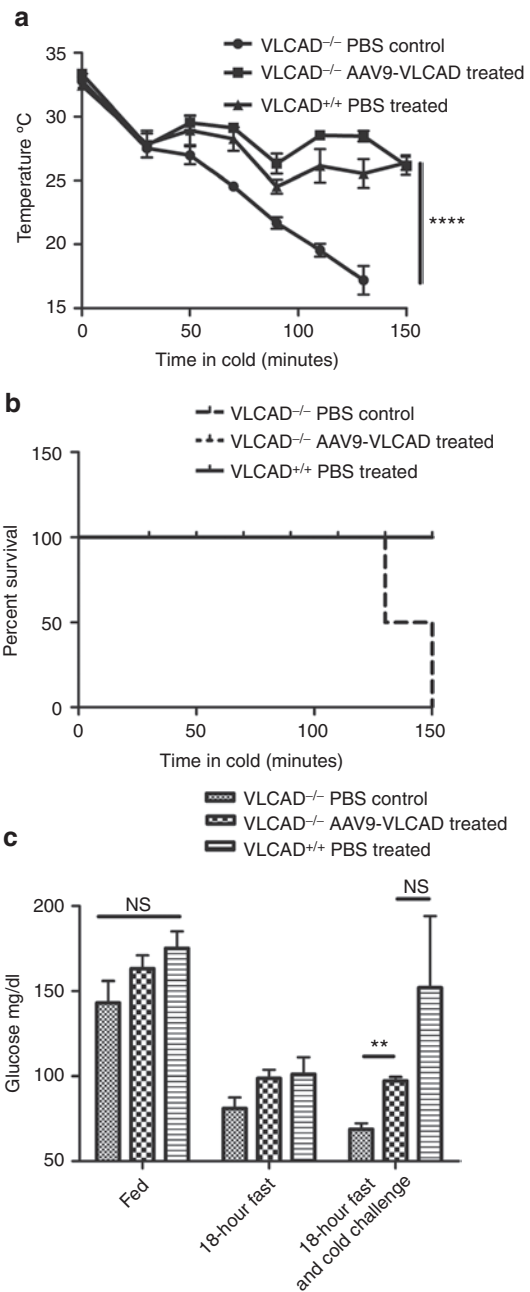 a
VLCAD–/– PBS control
VLCAD–/– AAV9-VLCAD treated
VLCAD+/+ PBS treated
Temperature °C
35
30
25
20
15
****
0
50
100
150
Time in cold (minutes)
b
VLCAD–/– PBS control
VLCAD–/– AAV9-VLCAD treated
VLCAD+/+ PBS treated
Percent survival
150
100
50
0
0
50
100
150
Time in cold (minutes)
VLCAD–/– PBS control
VLCAD–/– AAV9-VLCAD treated
VLCAD+/+ PBS treated
c
Glucose mg/dl
200
150
100
50
NS
**
NS
Fed
18-hour fast
18-hour fast
and cold challenge